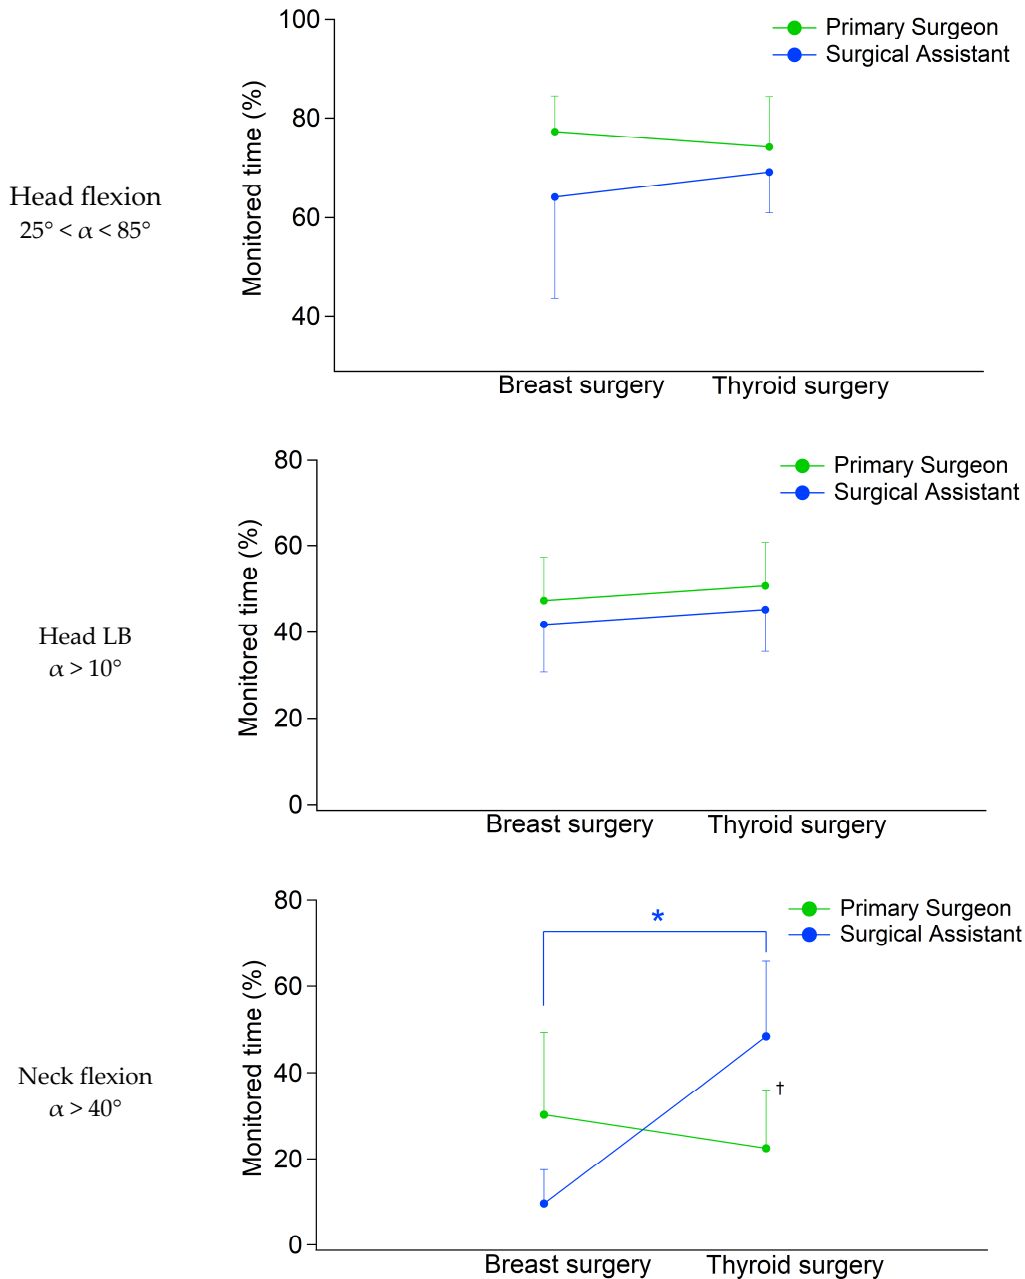 100
80
60
40
Monitored time (%)
Primary Surgeon
Surgical Assistant
Head flexion
25° < α < 85°
Breast surgery
Thyroid surgery
80
60
40
20
0
Monitored time (%)
Primary Surgeon
Surgical Assistant
Head LB
α > 10°
Breast surgery
Thyroid surgery
80
60
40
20
0
Monitored time (%)
Primary Surgeon
Surgical Assistant
*
†
Neck flexion
α > 40°
Breast surgery
Thyroid surgery